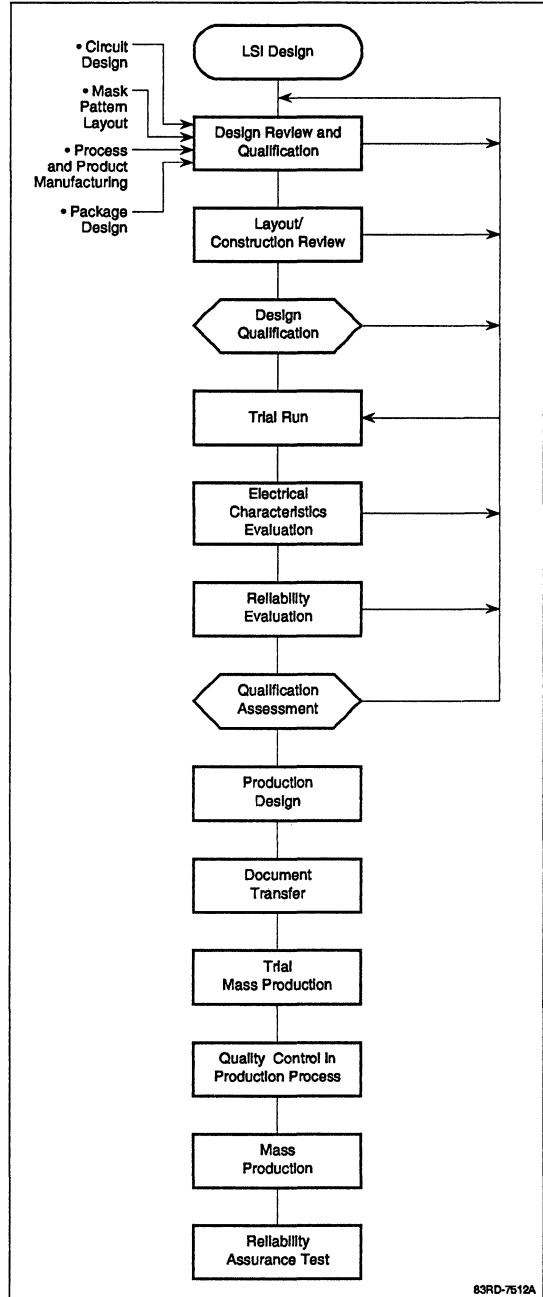 LSI Design
• Circuit
Design
• Mask
Pattern
Layout
• Process
and Product
Manufacturing
• Package
Design
Design Review and
Qualification
Layout/
Construction Review
Design
Qualification
Trial Run
Electrical
Characteristics
Evaluation
Reliability
Evaluation
Qualification
Assessment
Production
Design
Document
Transfer
Trial
Mass Production
Quality Control in
Production Process
Mass
Production
Reliability
Assurance Test
83RD-7512A